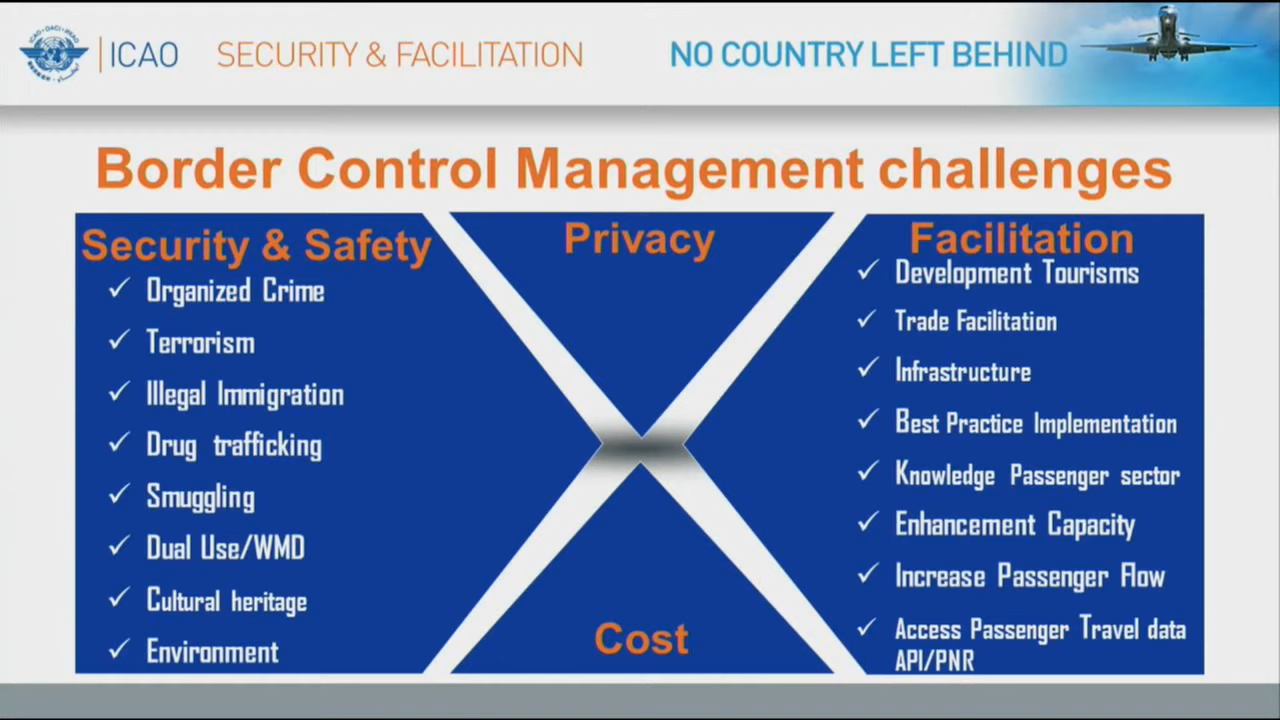 ICAO SECURITY & FACILITATION NO COUNTRY LEFT BEHIND
Border Control Management challenges
Security & Safety
Organized Crime
Terrorism
Illegal Immigration
Drug trafficking
Smuggling
Dual Use/WMD
Cultural heritage
Environment
Privacy
Cost
Facilitation
Development Tourisms
Trade Facilitation
Infrastructure
Best Practice Implementation
Knowledge Passenger sector
Enhancement Capacity
Increase Passenger Flow
Access Passenger Travel data
API/PNR